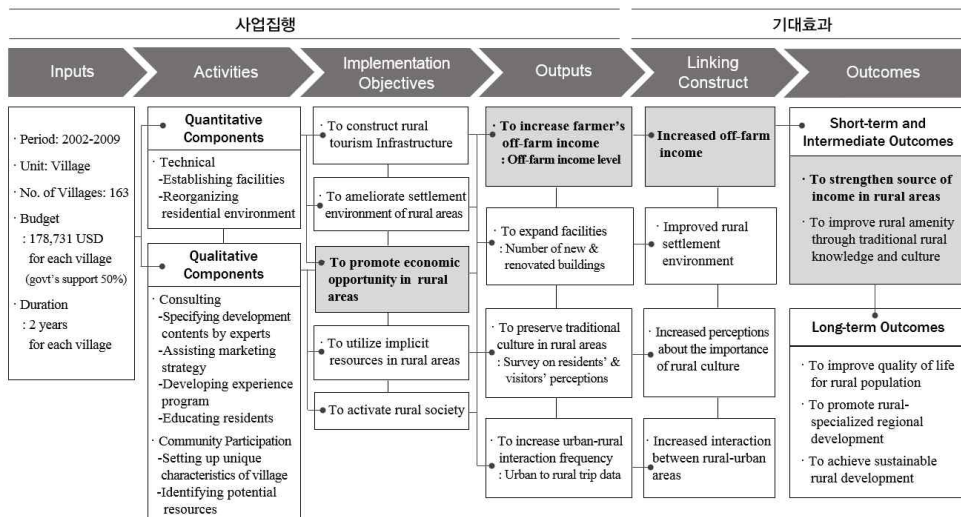 사업집행
기대효과
Inputs
Activities
Implementation
Objectives
Outputs
Linking
Construct
Outcomes
· Period: 2002-2009
· Unit: Village
· No. of Villages: 163
· Budget
: 178,731 USD
for each village
(govt's support 50%)
· Duration
: 2 years
for each village
Quantitative
Components
· Technical
-Establishing facilities
-Reorganizing
residential environment
Qualitative
Components
· Consulting
-Specifying development
contents by experts
-Assisting marketing
strategy
-Developing experience
program
-Educating residents
· Community Participation
-Setting up unique
characteristics of village
-Identifying potential
resources
· To construct rural
tourism Infrastructure
· To ameliorate settlement
environment of rural areas
· To promote economic
opportunity in rural
areas
· To utilize implicit
resources in rural areas
· To activate rural society
· To increase farmer's
off-farm income
: Off-farm income level
· To expand facilities
: Number of new &
renovated buildings
· To preserve traditional
culture in rural areas
: Survey on residents' &
visitors' perceptions
· To increase urban-rural
interaction frequency
: Urban to rural trip data
Increased off-farm
income
· Improved rural
settlement
environment
· Increased perceptions
about the importance
of rural culture
· Increased interaction
between rural-urban
areas
Short-term and
Intermediate Outcomes
· To strengthen source of
income in rural areas
· To improve rural amenity
through traditional rural
knowledge and culture
Long-term Outcomes
· To improve quality of life
for rural population
· To promote rural-
specialized regional
development
· To achieve sustainable
rural development